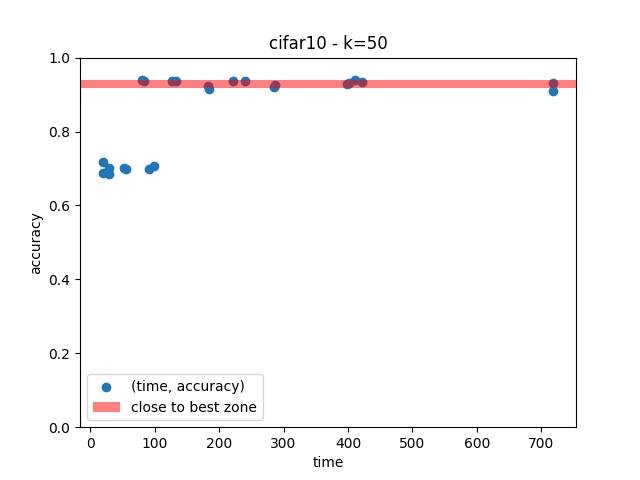 cifar10 - k=50
1.0
0.8
0.6
0.4
0.2
0.0
accuracy
(time, accuracy)
close to best zone
0 100 200 300 400 500 600 700
time